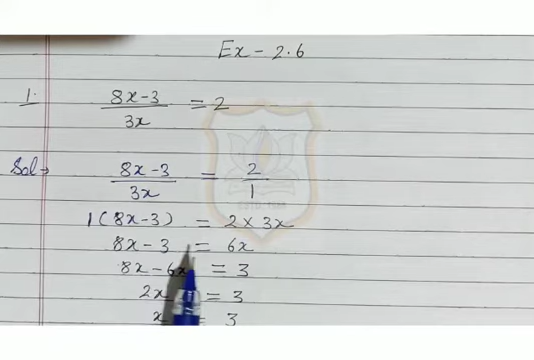 Ex - 2.6
1. (8x-3)/3x = 2
Sol→ (8x-3)/3x = 2/1
1(8x-3) = 2 × 3x
8x - 3 = 6x
8x - 6x = 3
2x = 3
x = 3